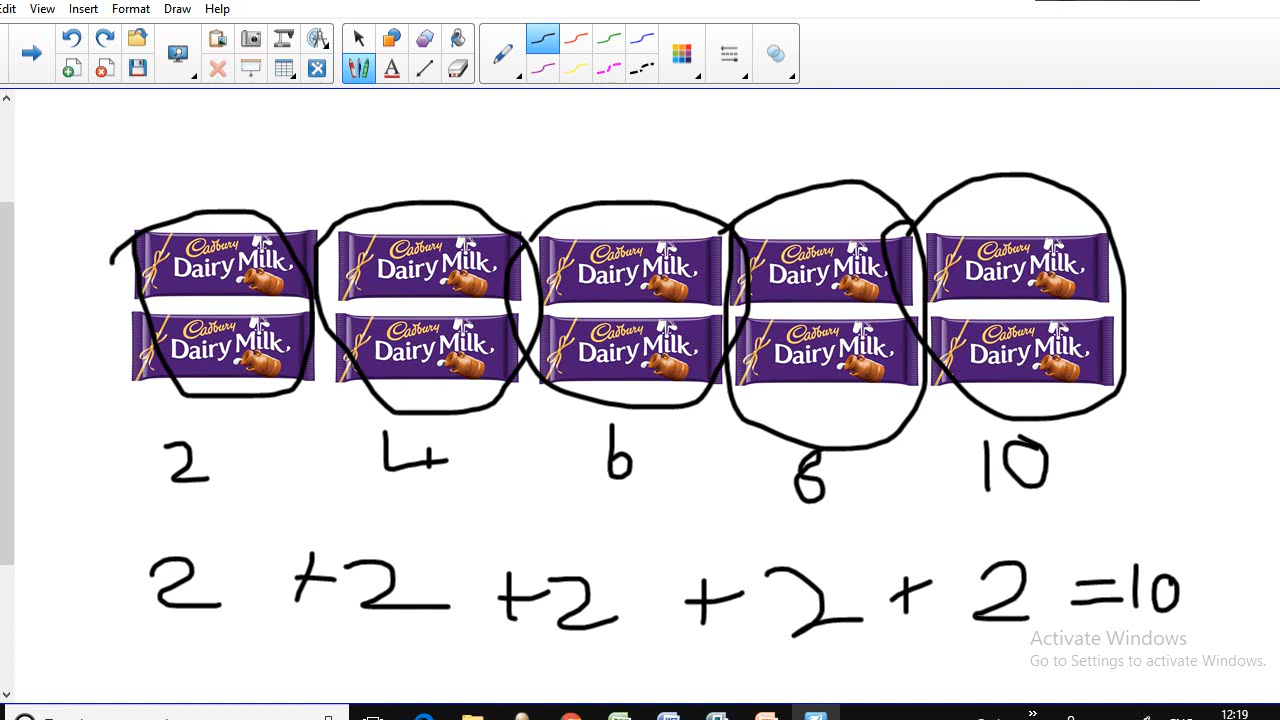 Edit View Insert Format Draw Help
Cadbury Dairy Milk Cadbury Dairy Milk Cadbury Dairy Milk Cadbury Dairy Milk Cadbury Dairy Milk
Cadbury Dairy Milk Cadbury Dairy Milk Cadbury Dairy Milk Cadbury Dairy Milk Cadbury Dairy Milk
2 4 6 8 10
2 + 2 + 2 + 2 + 2 = 10
Activate Windows
Go to Settings to activate Windows.
12:19